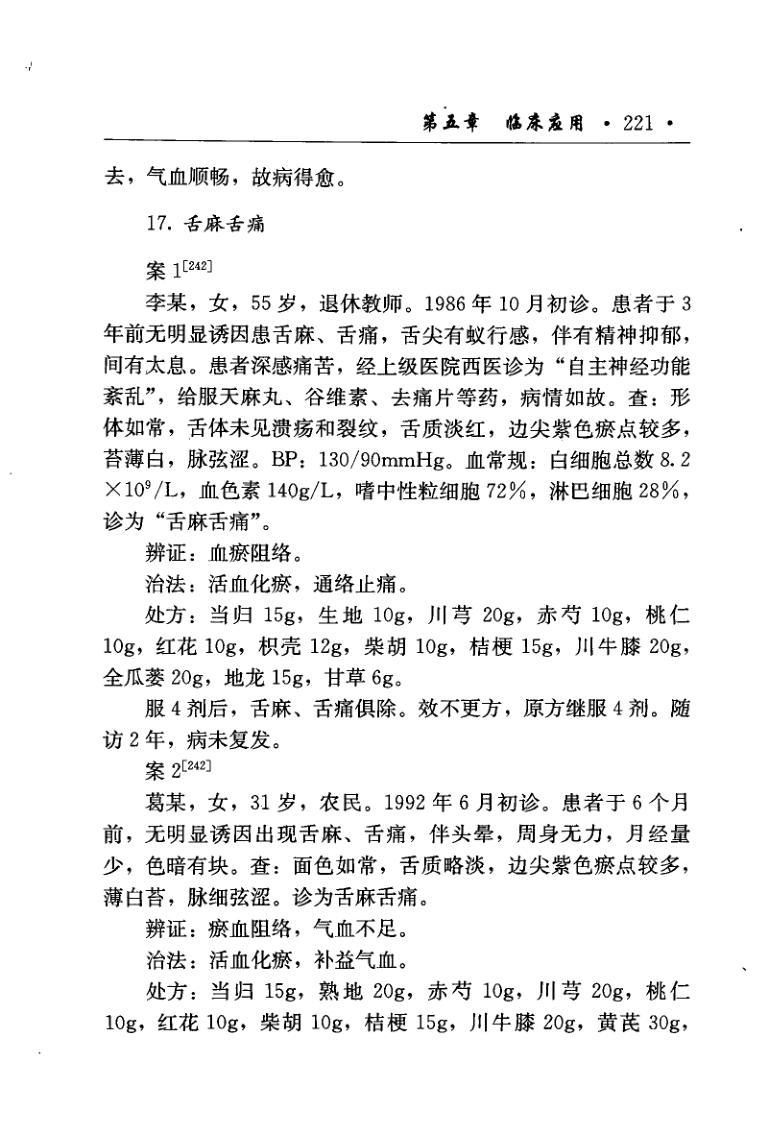 第五章 临床应用 · 221 ·
去，气血顺畅，故病得愈。
17. 舌麻舌痛
案 1[242]
李某，女，55 岁，退休教师。1986 年 10 月初诊。患者于 3
年前无明显诱因患舌麻、舌痛，舌尖有蚁行感，伴有精神抑郁，
间有太息。患者深感痛苦，经上级医院西医诊为“自主神经功能
紊乱”，给服天麻丸、谷维素、去痛片等药，病情如故。查：形
体如常，舌体未见溃疡和裂纹，舌质淡红，边尖紫色瘀点较多，
苔薄白，脉弦涩。BP：130/90mmHg。血常规：白细胞总数 8.2
×10⁹/L，血色素 140g/L，嗜中性粒细胞 72%，淋巴细胞 28%，
诊为“舌麻舌痛”。
辨证：血瘀阻络。
治法：活血化瘀，通络止痛。
处方：当归 15g，生地 10g，川芎 20g，赤芍 10g，桃仁
10g，红花 10g，枳壳 12g，柴胡 10g，桔梗 15g，川牛膝 20g，
全瓜蒌 20g，地龙 15g，甘草 6g。
服 4 剂后，舌麻、舌痛俱除。效不更方，原方继服 4 剂。随
访 2 年，病未复发。
案 2[242]
葛某，女，31 岁，农民。1992 年 6 月初诊。患者于 6 个月
前，无明显诱因出现舌麻、舌痛，伴头晕，周身无力，月经量
少，色暗有块。查：面色如常，舌质略淡，边尖紫色瘀点较多，
薄白苔，脉细弦涩。诊为舌麻舌痛。
辨证：瘀血阻络，气血不足。
治法：活血化瘀，补益气血。
处方：当归 15g，熟地 20g，赤芍 10g，川芎 20g，桃仁
10g，红花 10g，柴胡 10g，桔梗 15g，川牛膝 20g，黄芪 30g，